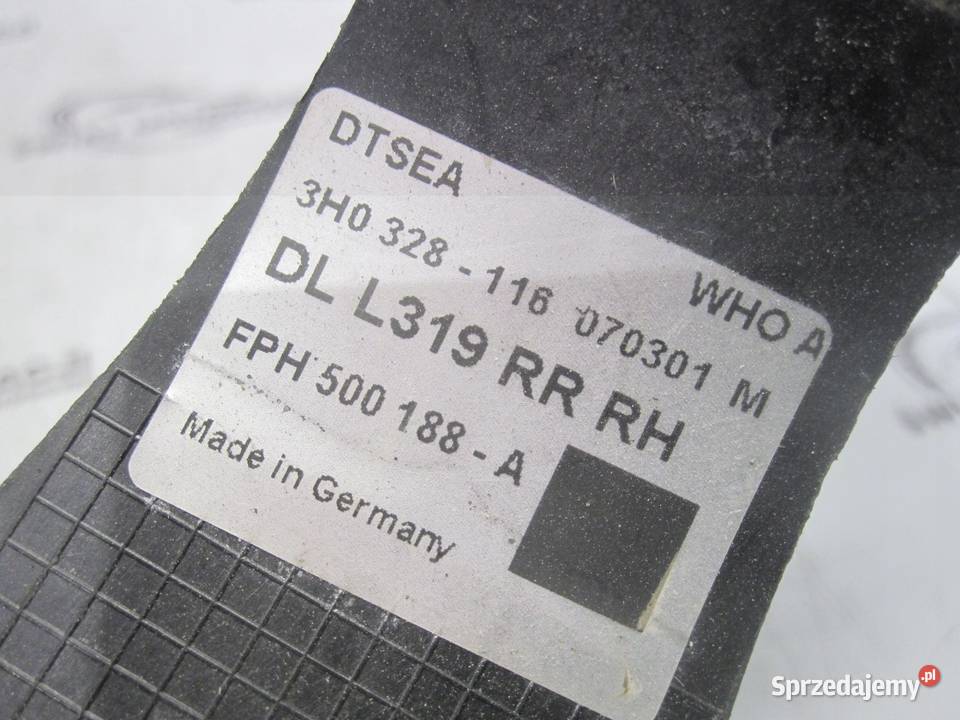 DTSEA
WHO A
3H0 328 - 116 070301 M
DL L319 RR RH
FPH 500 188 - A
Made in Germany
Sprzedajemy.pl